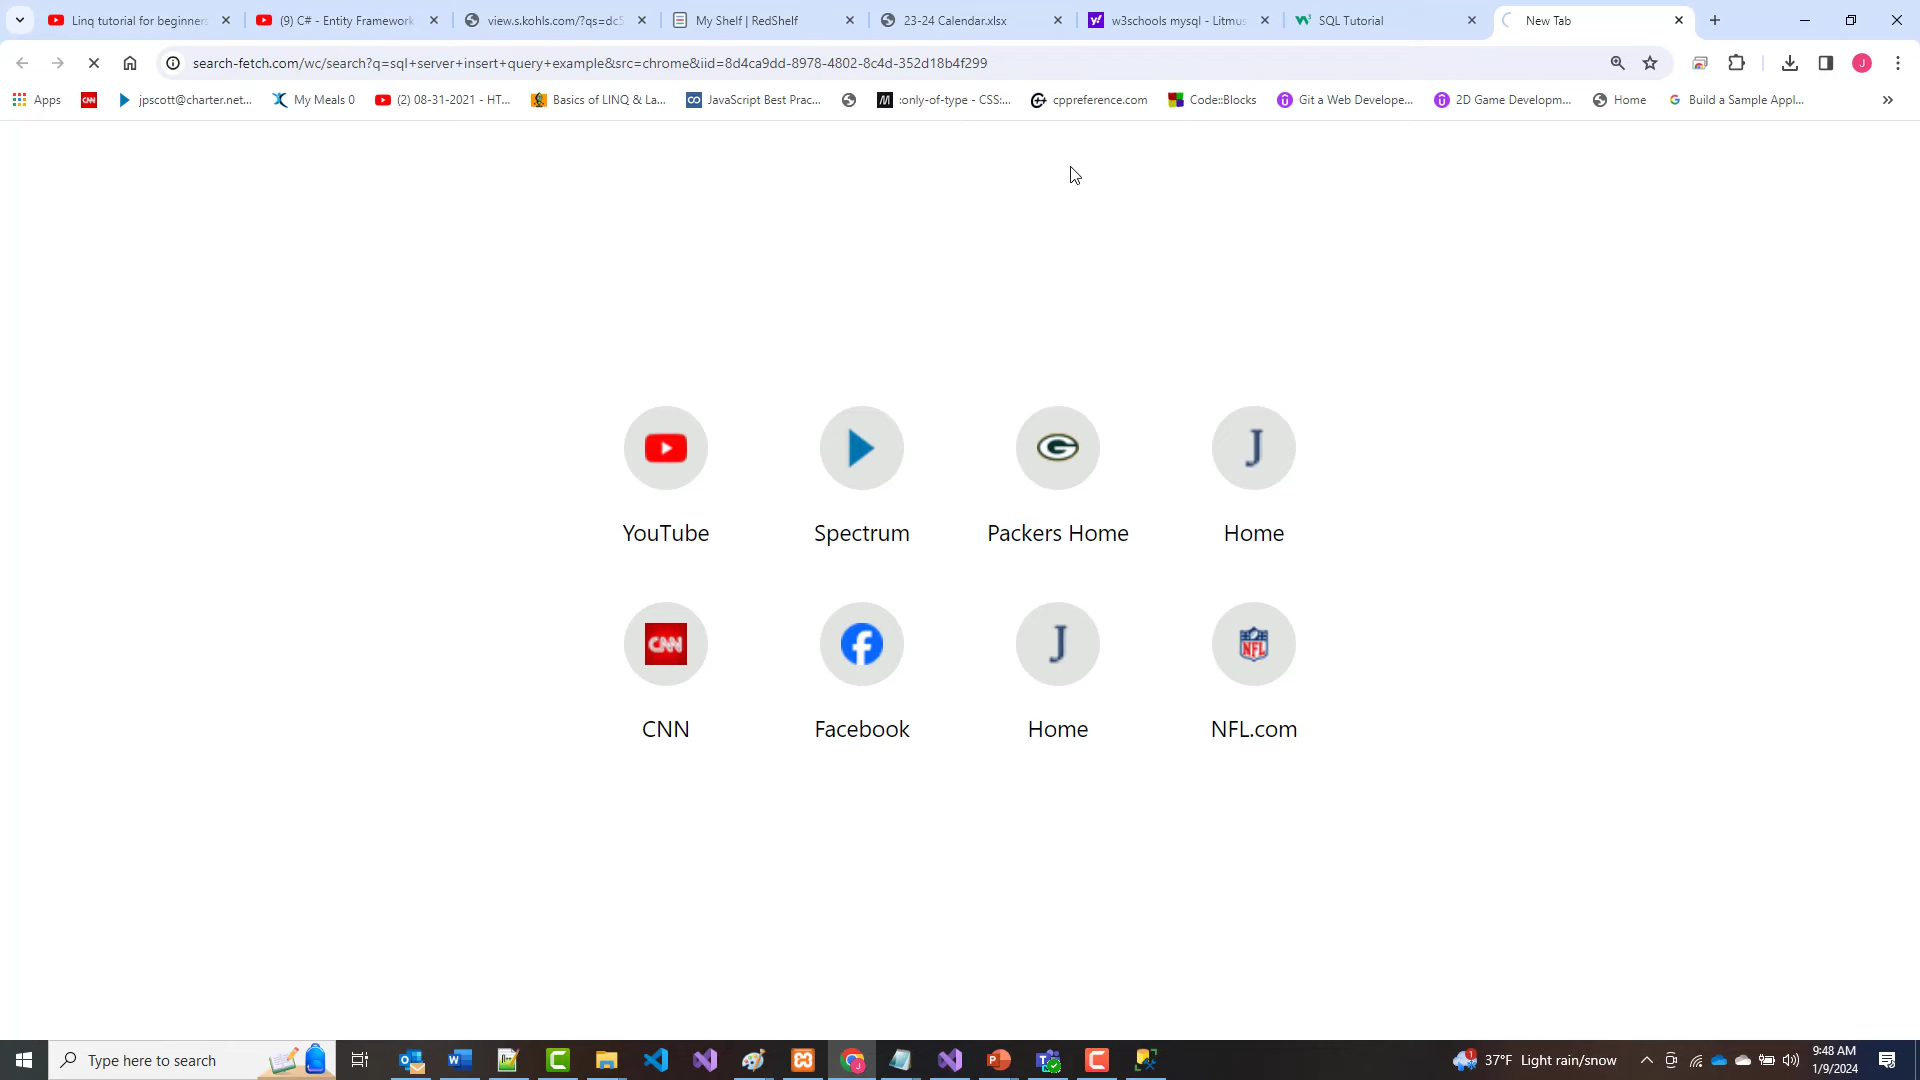 Linq tutorial for beginners
(9) C# - Entity Framework
view.s.kohls.com/?qs=dc5
My Shelf | RedShelf
23-24 Calendar.xlsx
w3schools mysql - Litmus
SQL Tutorial
New Tab
search-fetch.com/wc/search?q=sql+server+insert+query+example&src=chrome&iid=8d4ca9dd-8978-4802-8c4d-352d18b4f299
Apps
CNN
jpscott@charter.net...
My Meals 0
(2) 08-31-2021 - HT...
Basics of LINQ & La...
JavaScript Best Prac...
:only-of-type - CSS:...
cppreference.com
Code::Blocks
Git a Web Develope...
2D Game Developm...
Home
Build a Sample Appl...
YouTube
Spectrum
Packers Home
Home
CNN
Facebook
Home
NFL.com
Type here to search
37°F Light rain/snow
9:48 AM
1/9/2024